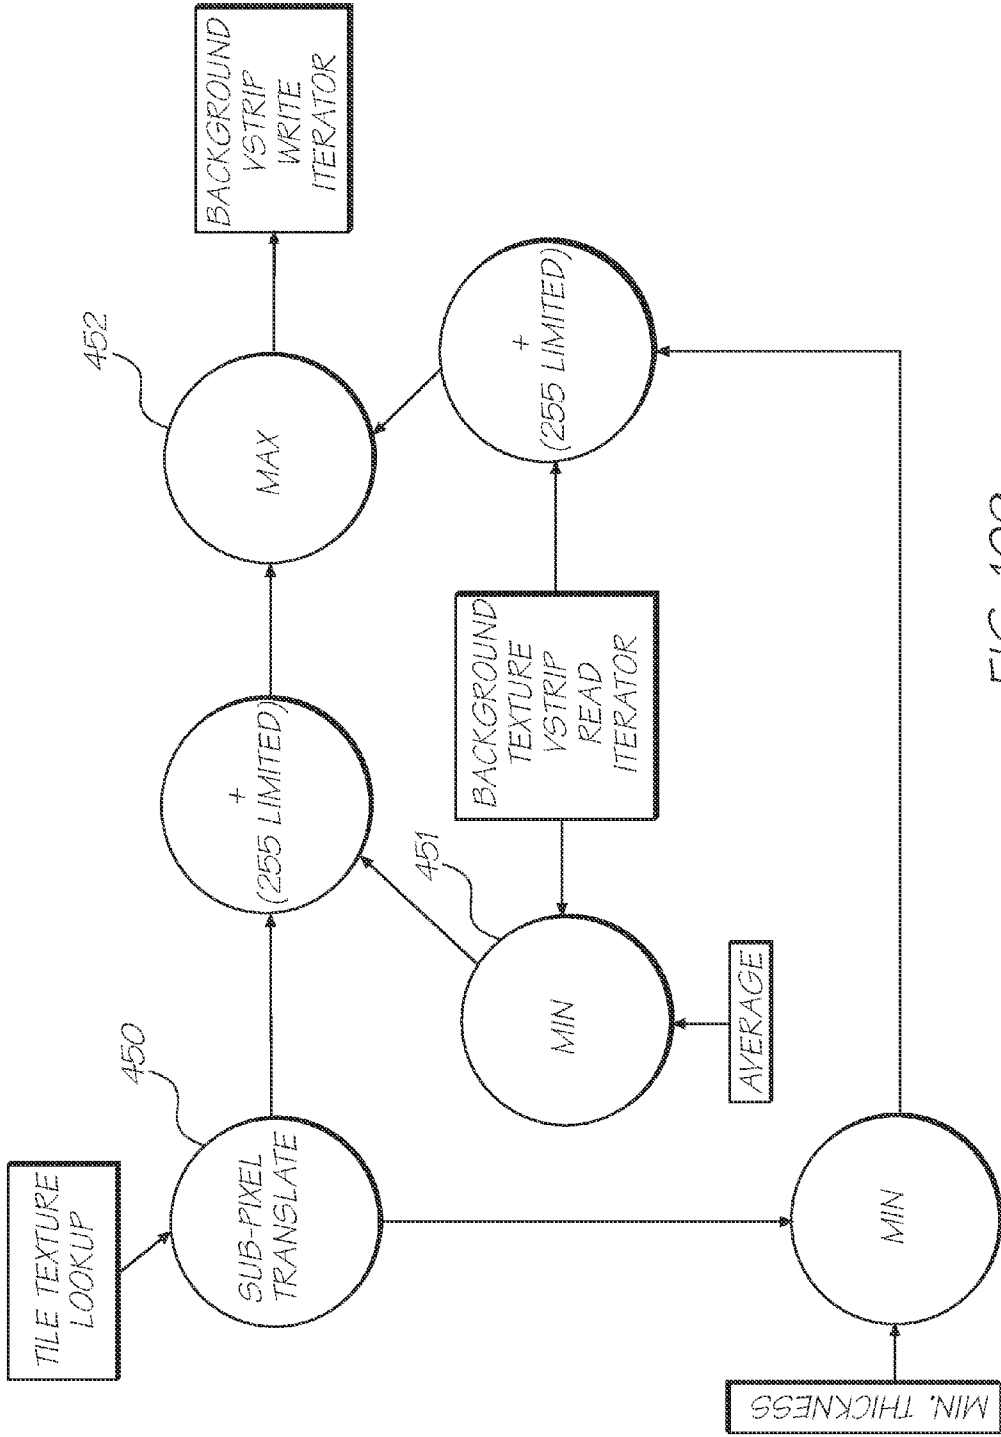 TILE TEXTURE
LOOKUP
450
SUB-PIXEL
TRANSLATE
+
(255 LIMITED)
452
MAX
BACKGROUND
VSTRIP
WRITE
ITERATOR
451
MIN
AVERAGE
BACKGROUND
TEXTURE
VSTRIP
READ
ITERATOR
+
(255 LIMITED)
MIN. THICKNESS
MIN
FIG.